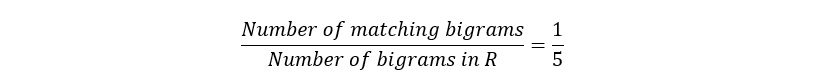 Number of matching bigrams / Number of bigrams in R = 1/5